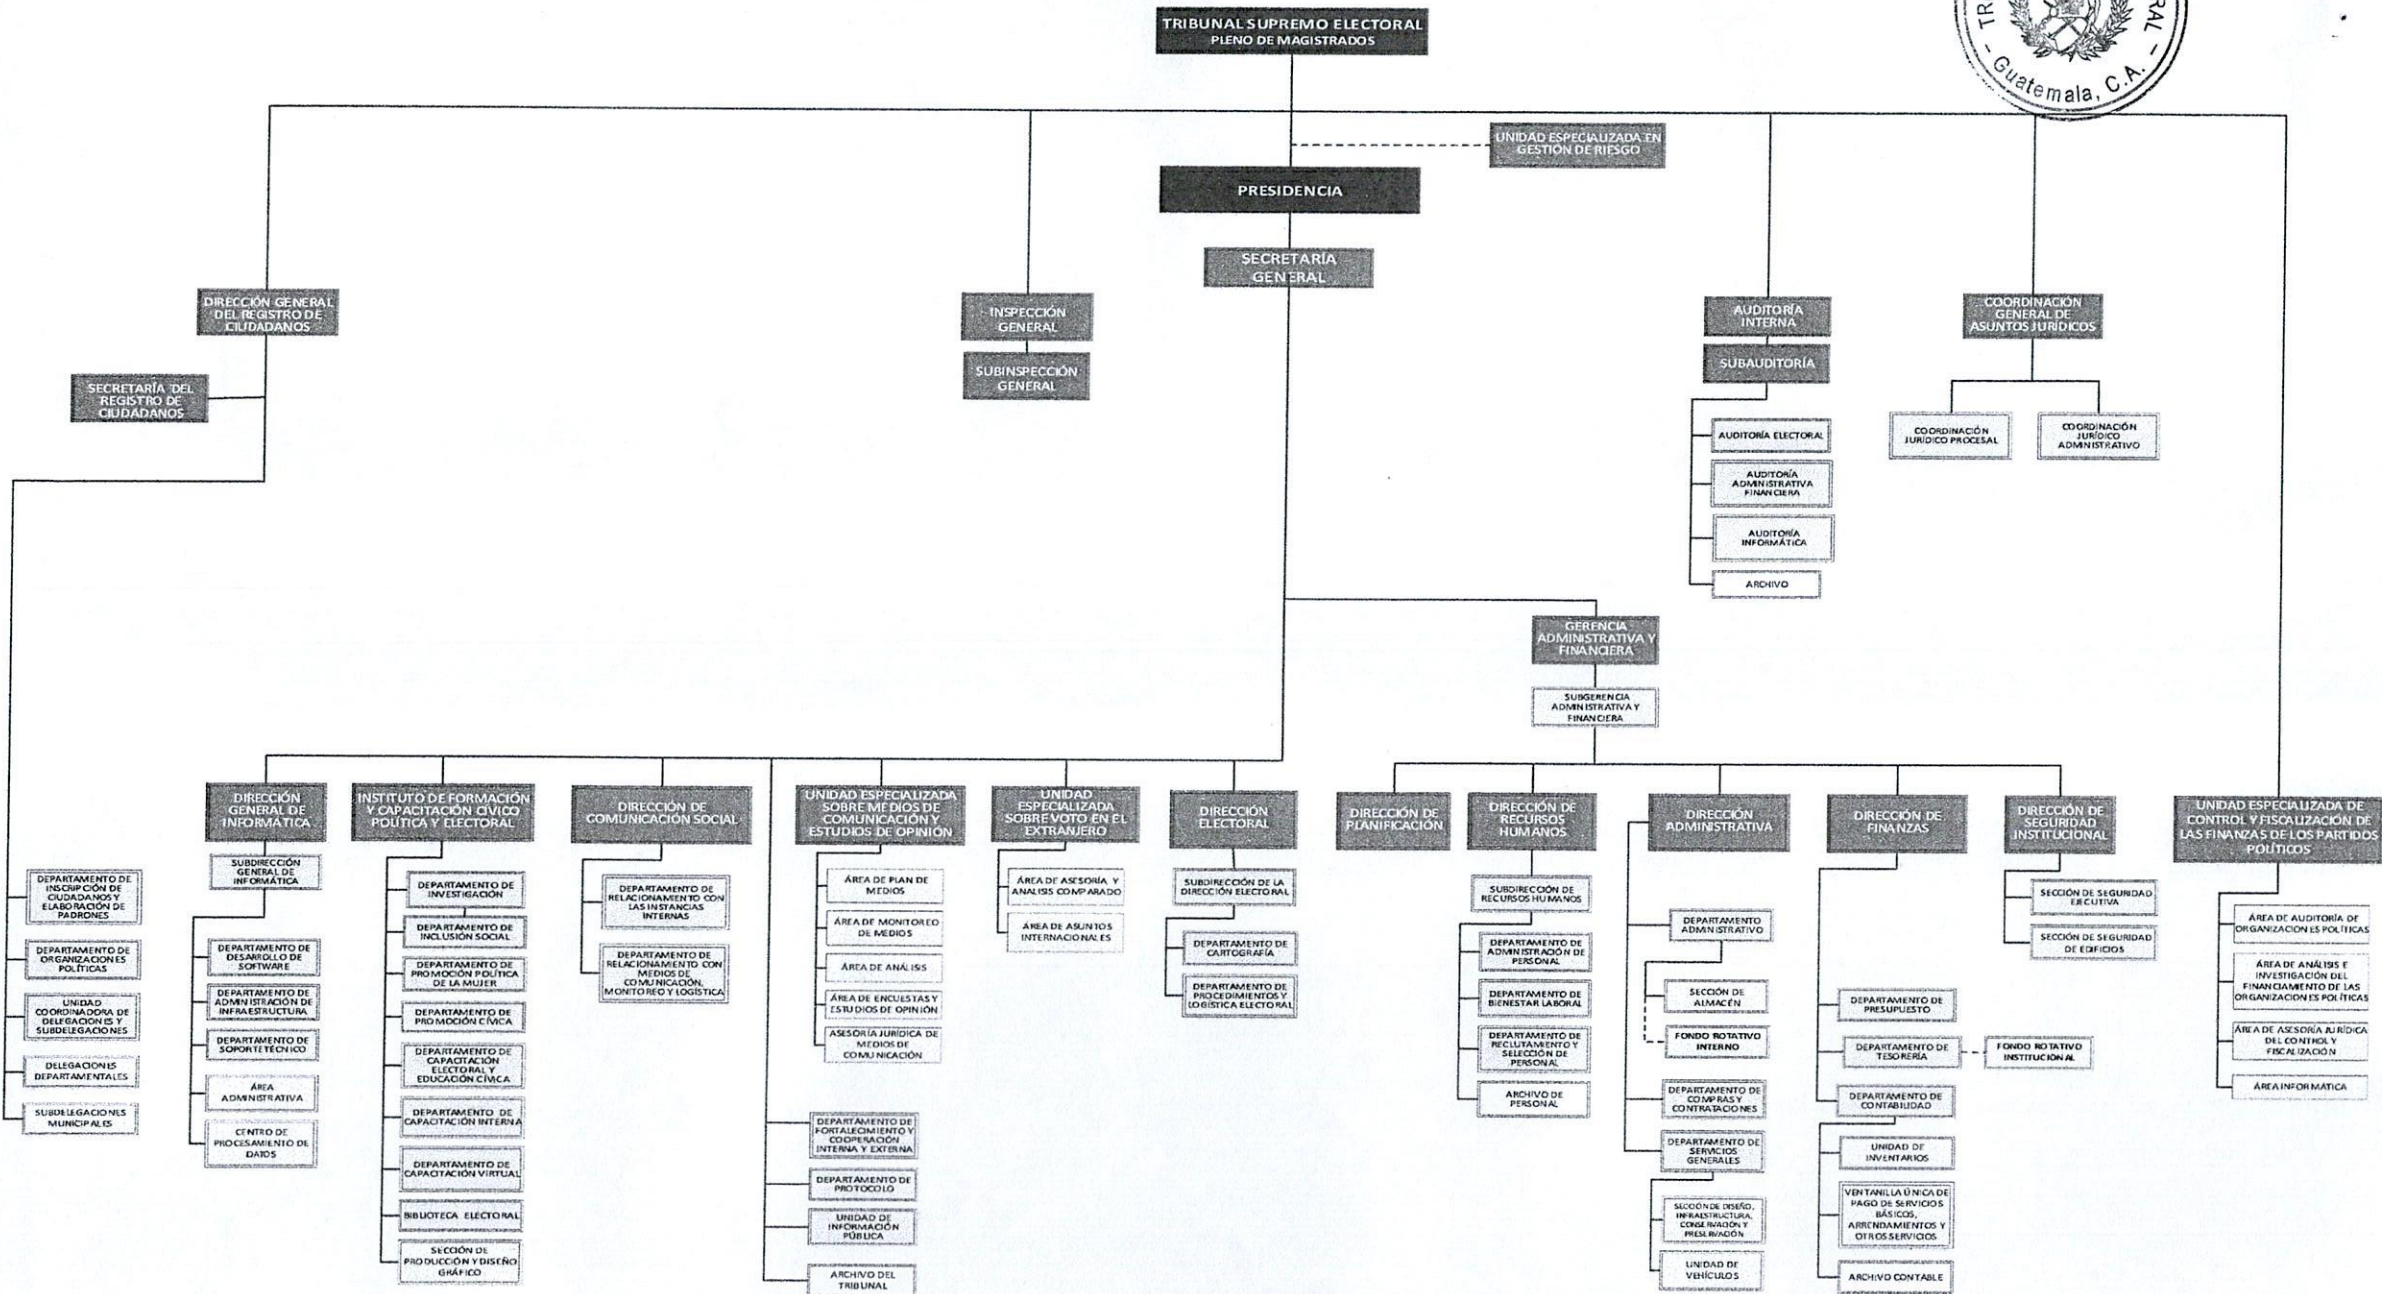 TRIBUNAL SUPREMO ELECTORAL
PLENO DE MAGISTRADOS
Guatemala, C.A.
UNIDAD ESPECIALIZADA EN
GESTIÓN DE RIESGO
PRESIDENCIA
SECRETARÍA
GENERAL
DIRECCIÓN GENERAL
DEL REGISTRO DE
CIUDADANOS
SECRETARÍA DEL
REGISTRO DE
CIUDADANOS
INSPECCIÓN
GENERAL
SUBINSPECCIÓN
GENERAL
AUDITORÍA
INTERNA
SUBAUDITORÍA
AUDITORÍA ELECTORAL
AUDITORÍA
ADMINISTRATIVA
FINANCIERA
AUDITORÍA
INFORMÁTICA
ARCHIVO
COORDINACIÓN
GENERAL DE
ASUNTOS JURÍDICOS
COORDINACIÓN
JURÍDICO PROCESAL
COORDINACIÓN
JURÍDICO
ADMINISTRATIVO
GERENCIA
ADMINISTRATIVA Y
FINANCIERA
SUBGERENCIA
ADMINISTRATIVA Y
FINANCIERA
DEPARTAMENTO DE
INSCRIPCIÓN DE
CIUDADANOS Y
ELABORACIÓN DE
PADRONES
DEPARTAMENTO DE
ORGANIZACIONES
POLÍTICAS
UNIDAD
COORDINADORA DE
DELEGACIONES Y
SUBDELEGACIONES
DELEGACIONES
DEPARTAMENTALES
SUBDELEGACIONES
MUNICIPALES
DIRECCIÓN
GENERAL DE
INFORMÁTICA
SUBDIRECCIÓN
GENERAL DE
INFORMÁTICA
DEPARTAMENTO DE
DESARROLLO DE
SOFTWARE
DEPARTAMENTO DE
ADMINISTRACIÓN DE
INFRAESTRUCTURA
DEPARTAMENTO DE
SOPORTE TÉCNICO
ÁREA
ADMINISTRATIVA
CENTRO DE
PROCESAMIENTO DE
DATOS
INSTITUTO DE FORMACIÓN
Y CAPACITACIÓN CÍVICO
POLÍTICA Y ELECTORAL
DEPARTAMENTO DE
INVESTIGACIÓN
DEPARTAMENTO DE
INCLUSIÓN SOCIAL
DEPARTAMENTO DE
PROMOCIÓN POLÍTICA
DE LA MUJER
DEPARTAMENTO DE
PROMOCIÓN CÍVICA
DEPARTAMENTO DE
CAPACITACIÓN
ELECTORAL Y
EDUCACIÓN CÍVICA
DEPARTAMENTO DE
CAPACITACIÓN INTERNA
DEPARTAMENTO DE
CAPACITACIÓN VIRTUAL
BIBLIOTECA ELECTORAL
SECCIÓN DE
PRODUCCIÓN Y DISEÑO
GRÁFICO
DIRECCIÓN DE
COMUNICACIÓN SOCIAL
DEPARTAMENTO DE
RELACIONAMIENTO CON
LAS INSTANCIAS
INTERNAS
DEPARTAMENTO DE
RELACIONAMIENTO CON
MEDIOS DE
COMUNICACIÓN,
MONITOREO Y LOGÍSTICA
UNIDAD ESPECIALIZADA
SOBRE MEDIOS DE
COMUNICACIÓN Y
ESTUDIOS DE OPINIÓN
ÁREA DE PLAN DE
MEDIOS
ÁREA DE MONITOREO
DE MEDIOS
ÁREA DE ANÁLISIS
ÁREA DE ENCUESTAS Y
ESTUDIOS DE OPINIÓN
ASESORÍA JURÍDICA DE
MEDIOS DE
COMUNICACIÓN
DEPARTAMENTO DE
FORTALECIMIENTO Y
COOPERACIÓN
INTERNA Y EXTERNA
DEPARTAMENTO DE
PROTOCOLO
UNIDAD DE
INFORMACIÓN
PÚBLICA
ARCHIVO DEL
TRIBUNAL
UNIDAD
ESPECIALIZADA
SOBRE VOTO EN EL
EXTRANJERO
ÁREA DE ASESORÍA Y
ANALISIS COMPARADO
ÁREA DE ASUNTOS
INTERNACIONALES
DIRECCIÓN
ELECTORAL
SUBDIRECCIÓN DE LA
DIRECCIÓN ELECTORAL
DEPARTAMENTO DE
CARTOGRAFÍA
DEPARTAMENTO DE
PROCEDIMIENTOS Y
LOGISTICA ELECTORAL
DIRECCIÓN DE
PLANIFICACIÓN
DIRECCIÓN DE
RECURSOS
HUMANOS
SUBDIRECCIÓN DE
RECURSOS HUMANOS
DEPARTAMENTO DE
ADMINISTRACIÓN DE
PERSONAL
DEPARTAMENTO DE
BIENESTAR LABORAL
DEPARTAMENTO DE
RECLUTAMIENTO Y
SELECCIÓN DE
PERSONAL
ARCHIVO DE
PERSONAL
DIRECCIÓN
ADMINISTRATIVA
DEPARTAMENTO
ADMINISTRATIVO
SECCIÓN DE
ALMACÉN
FONDO ROTATIVO
INTERNO
DEPARTAMENTO DE
COMPRAS Y
CONTRATACIONES
DEPARTAMENTO DE
SERVICIOS
GENERALES
SECCIÓN DE DISEÑO,
INFRAESTRUCTURA,
CONSERVACIÓN Y
PRESERVACIÓN
UNIDAD DE
VEHÍCULOS
DIRECCIÓN DE
FINANZAS
DEPARTAMENTO DE
PRESUPUESTO
DEPARTAMENTO DE
TESORERÍA
FONDO ROTATIVO
INSTITUCIONAL
DEPARTAMENTO DE
CONTABILIDAD
UNIDAD DE
INVENTARIOS
VENTANILLA ÚNICA DE
PAGO DE SERVICIOS
BÁSICOS,
ARRENDAMIENTOS Y
OTROS SERVICIOS
ARCHIVO CONTABLE
DIRECCIÓN DE
SEGURIDAD
INSTITUCIONAL
SECCIÓN DE SEGURIDAD
EJECUTIVA
SECCIÓN DE SEGURIDAD
DE EDIFICIOS
UNIDAD ESPECIALIZADA DE
CONTROL Y FISCALIZACIÓN DE
LAS FINANZAS DE LOS PARTIDOS
POLÍTICOS
ÁREA DE AUDITORÍA DE
ORGANIZACIONES POLÍTICAS
ÁREA DE ANÁLISIS E
INVESTIGACIÓN DEL
FINANCIAMIENTO DE LAS
ORGANIZACIONES POLÍTICAS
ÁREA DE ASESORÍA JURÍDICA
DEL CONTROL Y
FISCALIZACIÓN
ÁREA INFORMATICA